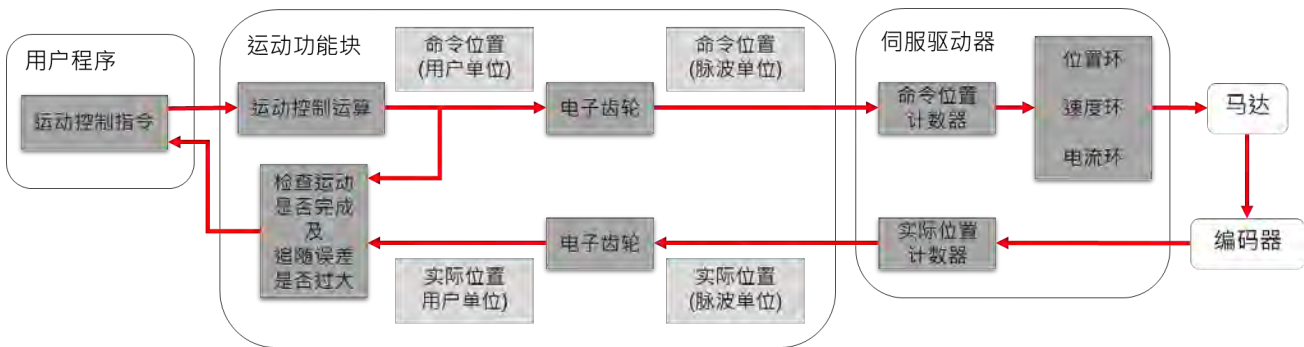 用户程序
运动控制指令
运动功能块
命令位置
(用户单位)
命令位置
(脉波单位)
运动控制运算
电子齿轮
检查运动
是否完成
及
追随误差
是否过大
电子齿轮
实际位置
用户单位)
实际位置
(脉波单位)
伺服驱动器
命令位置
计数器
位置环
速度环
电流环
实际位置
计数器
马达
编码器